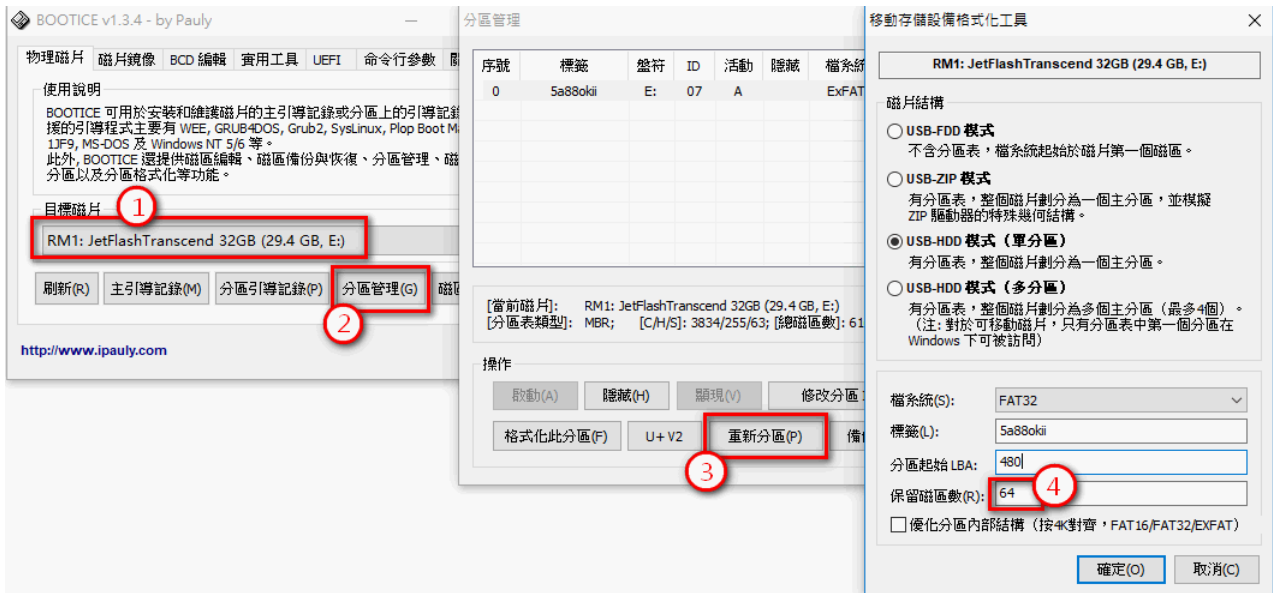 BOOTICE v1.3.4 - by Pauly
物理磁片 磁片鏡像 BCD 編輯 實用工具 UEFI 命令行參數
使用說明
BOOTICE 可用於安裝和維護磁片的主引導記錄或分區上的引導記錄
援的引導程式主要有 WEE, GRUB4DOS, Grub2, SysLinux, Plop Boot M
1JF9, MS-DOS 及 Windows NT 5/6 等。
此外, BOOTICE 還提供磁區編輯、磁區備份與恢復、分區管理、磁
分區以及分區格式化等功能。
目標磁片
1
RM1: JetFlashTranscend 32GB (29.4 GB, E:)
刷新(R) 主引導記錄(M) 分區引導記錄(P) 分區管理(G) 磁區
2
http://www.ipauly.com
分區管理
序號 標籤 盤符 ID 活動 隱藏 檔系統
0 5a88okii E: 07 A ExFAT
[當前磁片]: RM1: JetFlashTranscend 32GB (29.4 GB, E:)
[分區表類型]: MBR; [C/H/S]: 3834/255/63; [總磁區數]: 61
操作
啟動(A) 隱藏(H) 顯現(V) 修改分區
格式化此分區(F) U+ V2 重新分區(P) 備
3
移動存儲設備格式化工具
RM1: JetFlashTranscend 32GB (29.4 GB, E:)
磁片結構
USB-FDD 模式
不含分區表，檔系統起始於磁片第一個磁區。
USB-ZIP 模式
有分區表，整個磁片劃分為一個主分區，並模擬
ZIP 驅動器的特殊幾何結構。
USB-HDD 模式（單分區）
有分區表，整個磁片劃分為一個主分區。
USB-HDD 模式（多分區）
有分區表，整個磁片劃分為多個主分區（最多4個）。
（注: 對於可移動磁片，只有分區表中第一個分區在
Windows 下可被訪問）
檔系統(S): FAT32
標籤(L): 5a88okii
分區起始 LBA: 480
保留磁區數(R): 64
4
優化分區內部結構（按4K對齊，FAT16/FAT32/EXFAT）
確定(O) 取消(C)